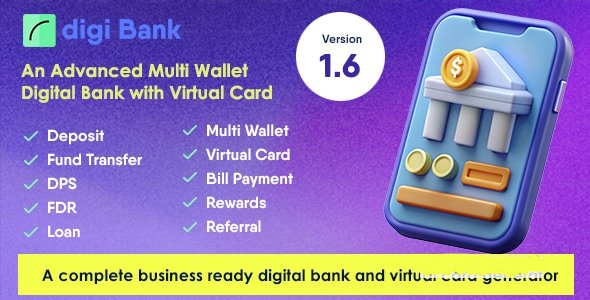 digi Bank
An Advanced Multi Wallet
Digital Bank with Virtual Card
Version
1.6
Deposit
Fund Transfer
DPS
FDR
Loan
Multi Wallet
Virtual Card
Bill Payment
Rewards
Referral
$
A complete business ready digital bank and virtual card generator